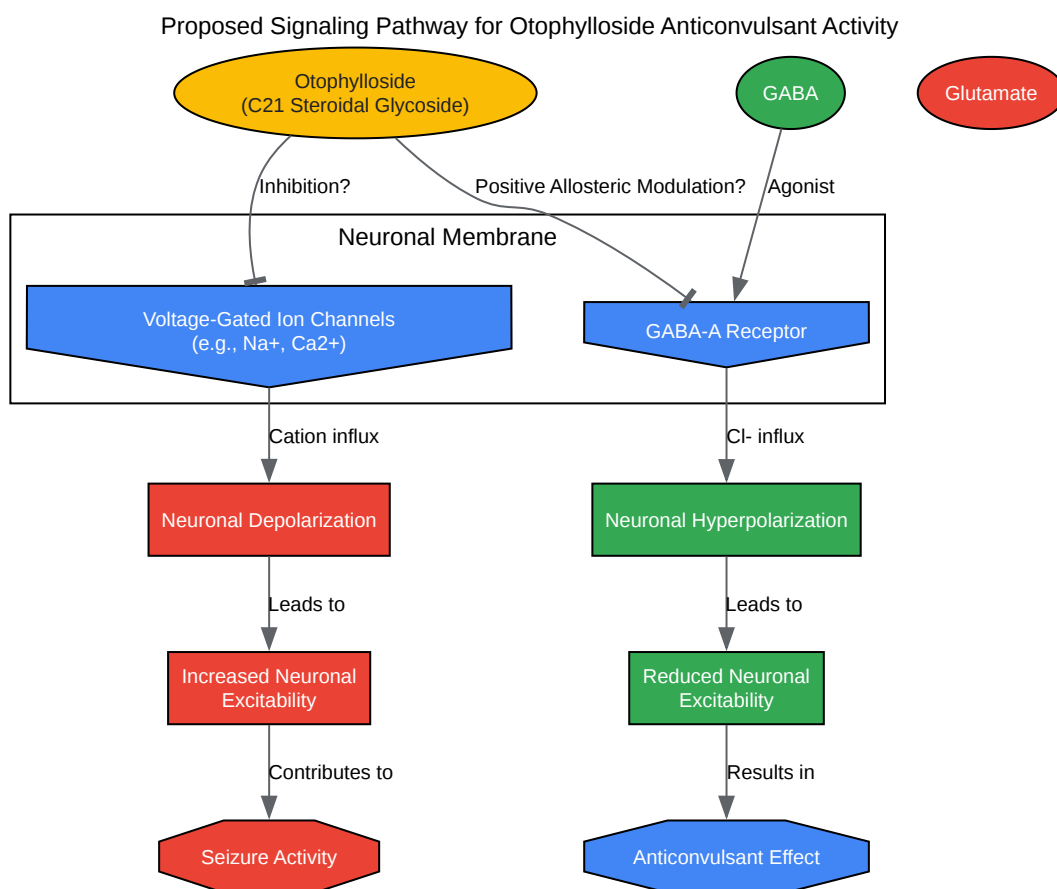 Proposed Signaling Pathway for Otophylloside Anticonvulsant Activity
Otophylloside
(C21 Steroidal Glycoside)
GABA
Glutamate
Inhibition?
Positive Allosteric Modulation?
Agonist
Neuronal Membrane
Voltage-Gated Ion Channels
(e.g., Na+, Ca2+)
GABA-A Receptor
Cation influx
Cl- influx
Neuronal Depolarization
Neuronal Hyperpolarization
Leads to
Leads to
Increased Neuronal
Excitability
Reduced Neuronal
Excitability
Contributes to
Results in
Seizure Activity
Anticonvulsant Effect